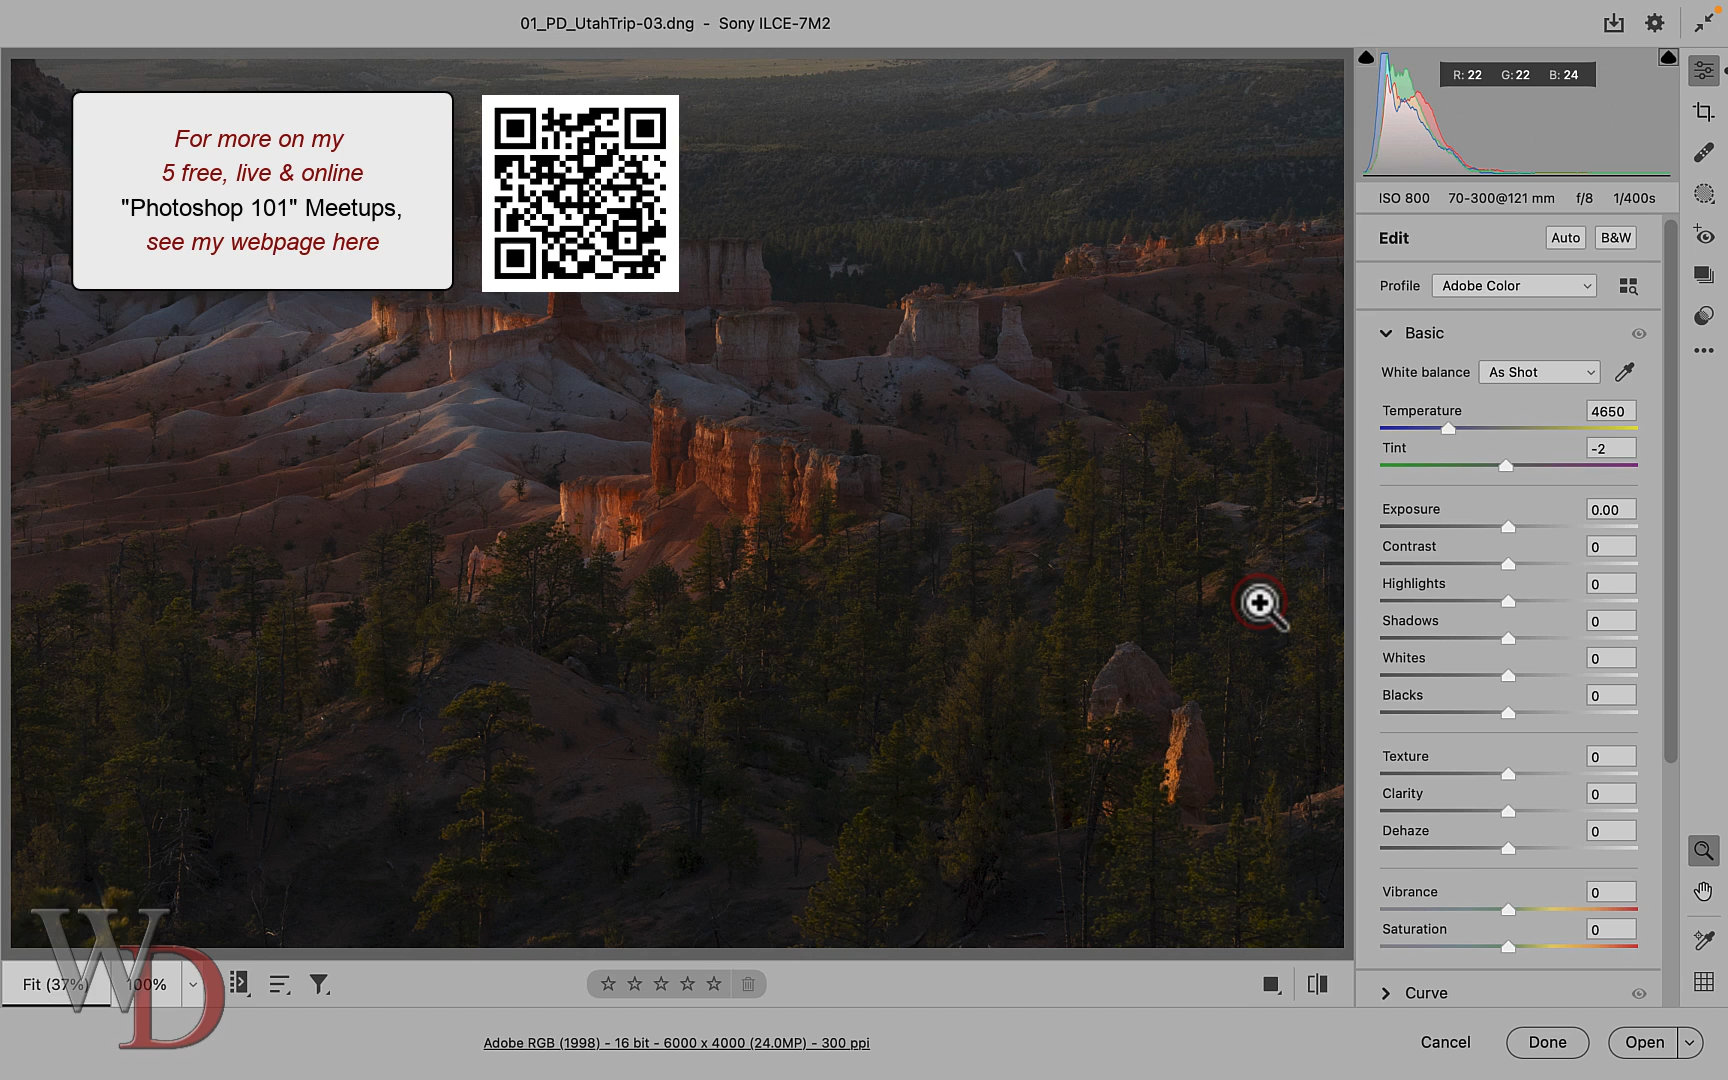 01_PD_UtahTrip-03.dng - Sony ILCE-7M2
For more on my
5 free, live & online
"Photoshop 101" Meetups,
see my webpage here
R: 22 G: 22 B: 24
ISO 800 70-300@121 mm f/8 1/400s
Edit Auto B&W
Profile Adobe Color
Basic
White balance As Shot
Temperature 4650
Tint -2
Exposure 0.00
Contrast 0
Highlights 0
Shadows 0
Whites 0
Blacks 0
Texture 0
Clarity 0
Dehaze 0
Vibrance 0
Saturation 0
Curve
Fit (37%) 100%
WD
Adobe RGB (1998) - 16 bit - 6000 x 4000 (24.0MP) - 300 ppi
Cancel Done Open